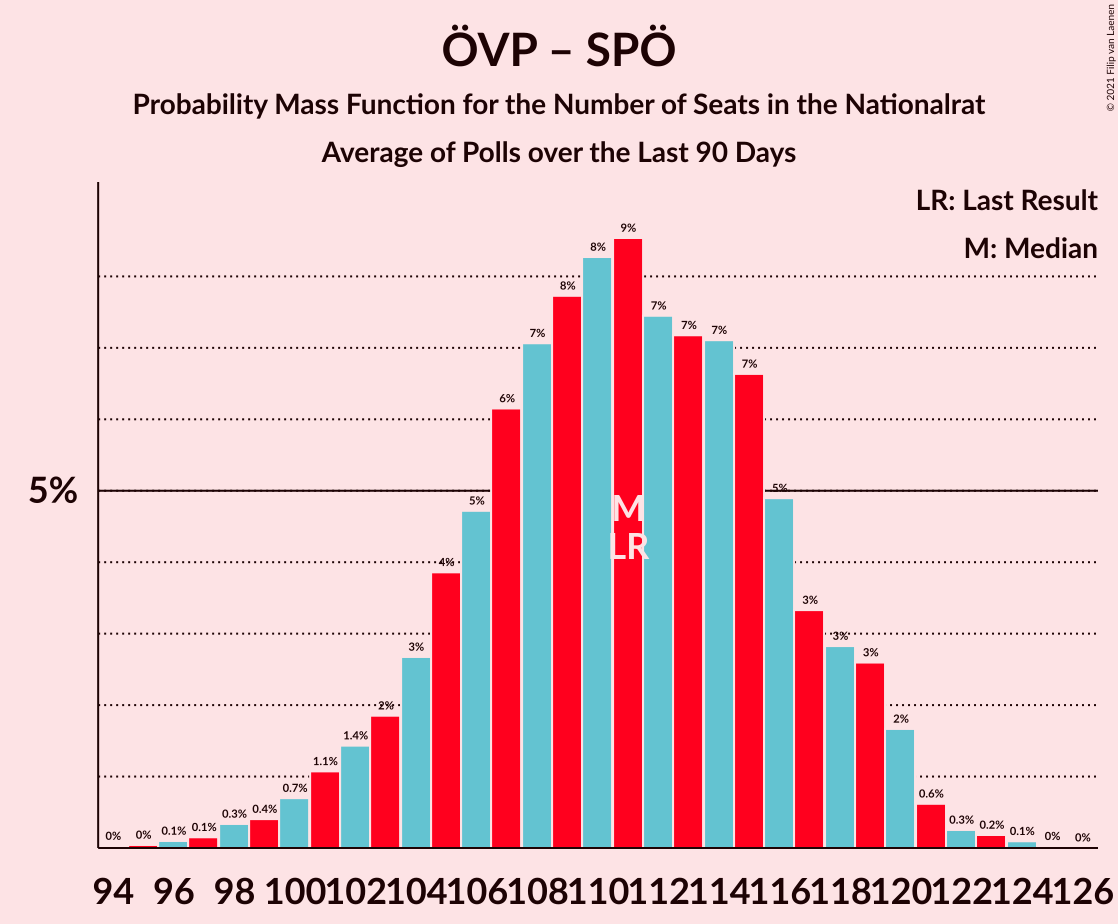 ÖVP – SPÖ
Probability Mass Function for the Number of Seats in the Nationalrat
Average of Polls over the Last 90 Days
© 2021 Filip van Laenen
LR: Last Result
M: Median
5%
0% 0% 0.1% 0.1% 0.3% 0.4% 0.7% 1.1% 1.4% 2% 3% 4% 5% 6% 7% 8% 8% 9% 7% 7% 7% 7% 5% 3% 3% 3% 2% 0.6% 0.3% 0.2% 0.1% 0% 0%
M
LR
94 96 98 100 102 104 106 108 110 112 114 116 118 120 122 124 126